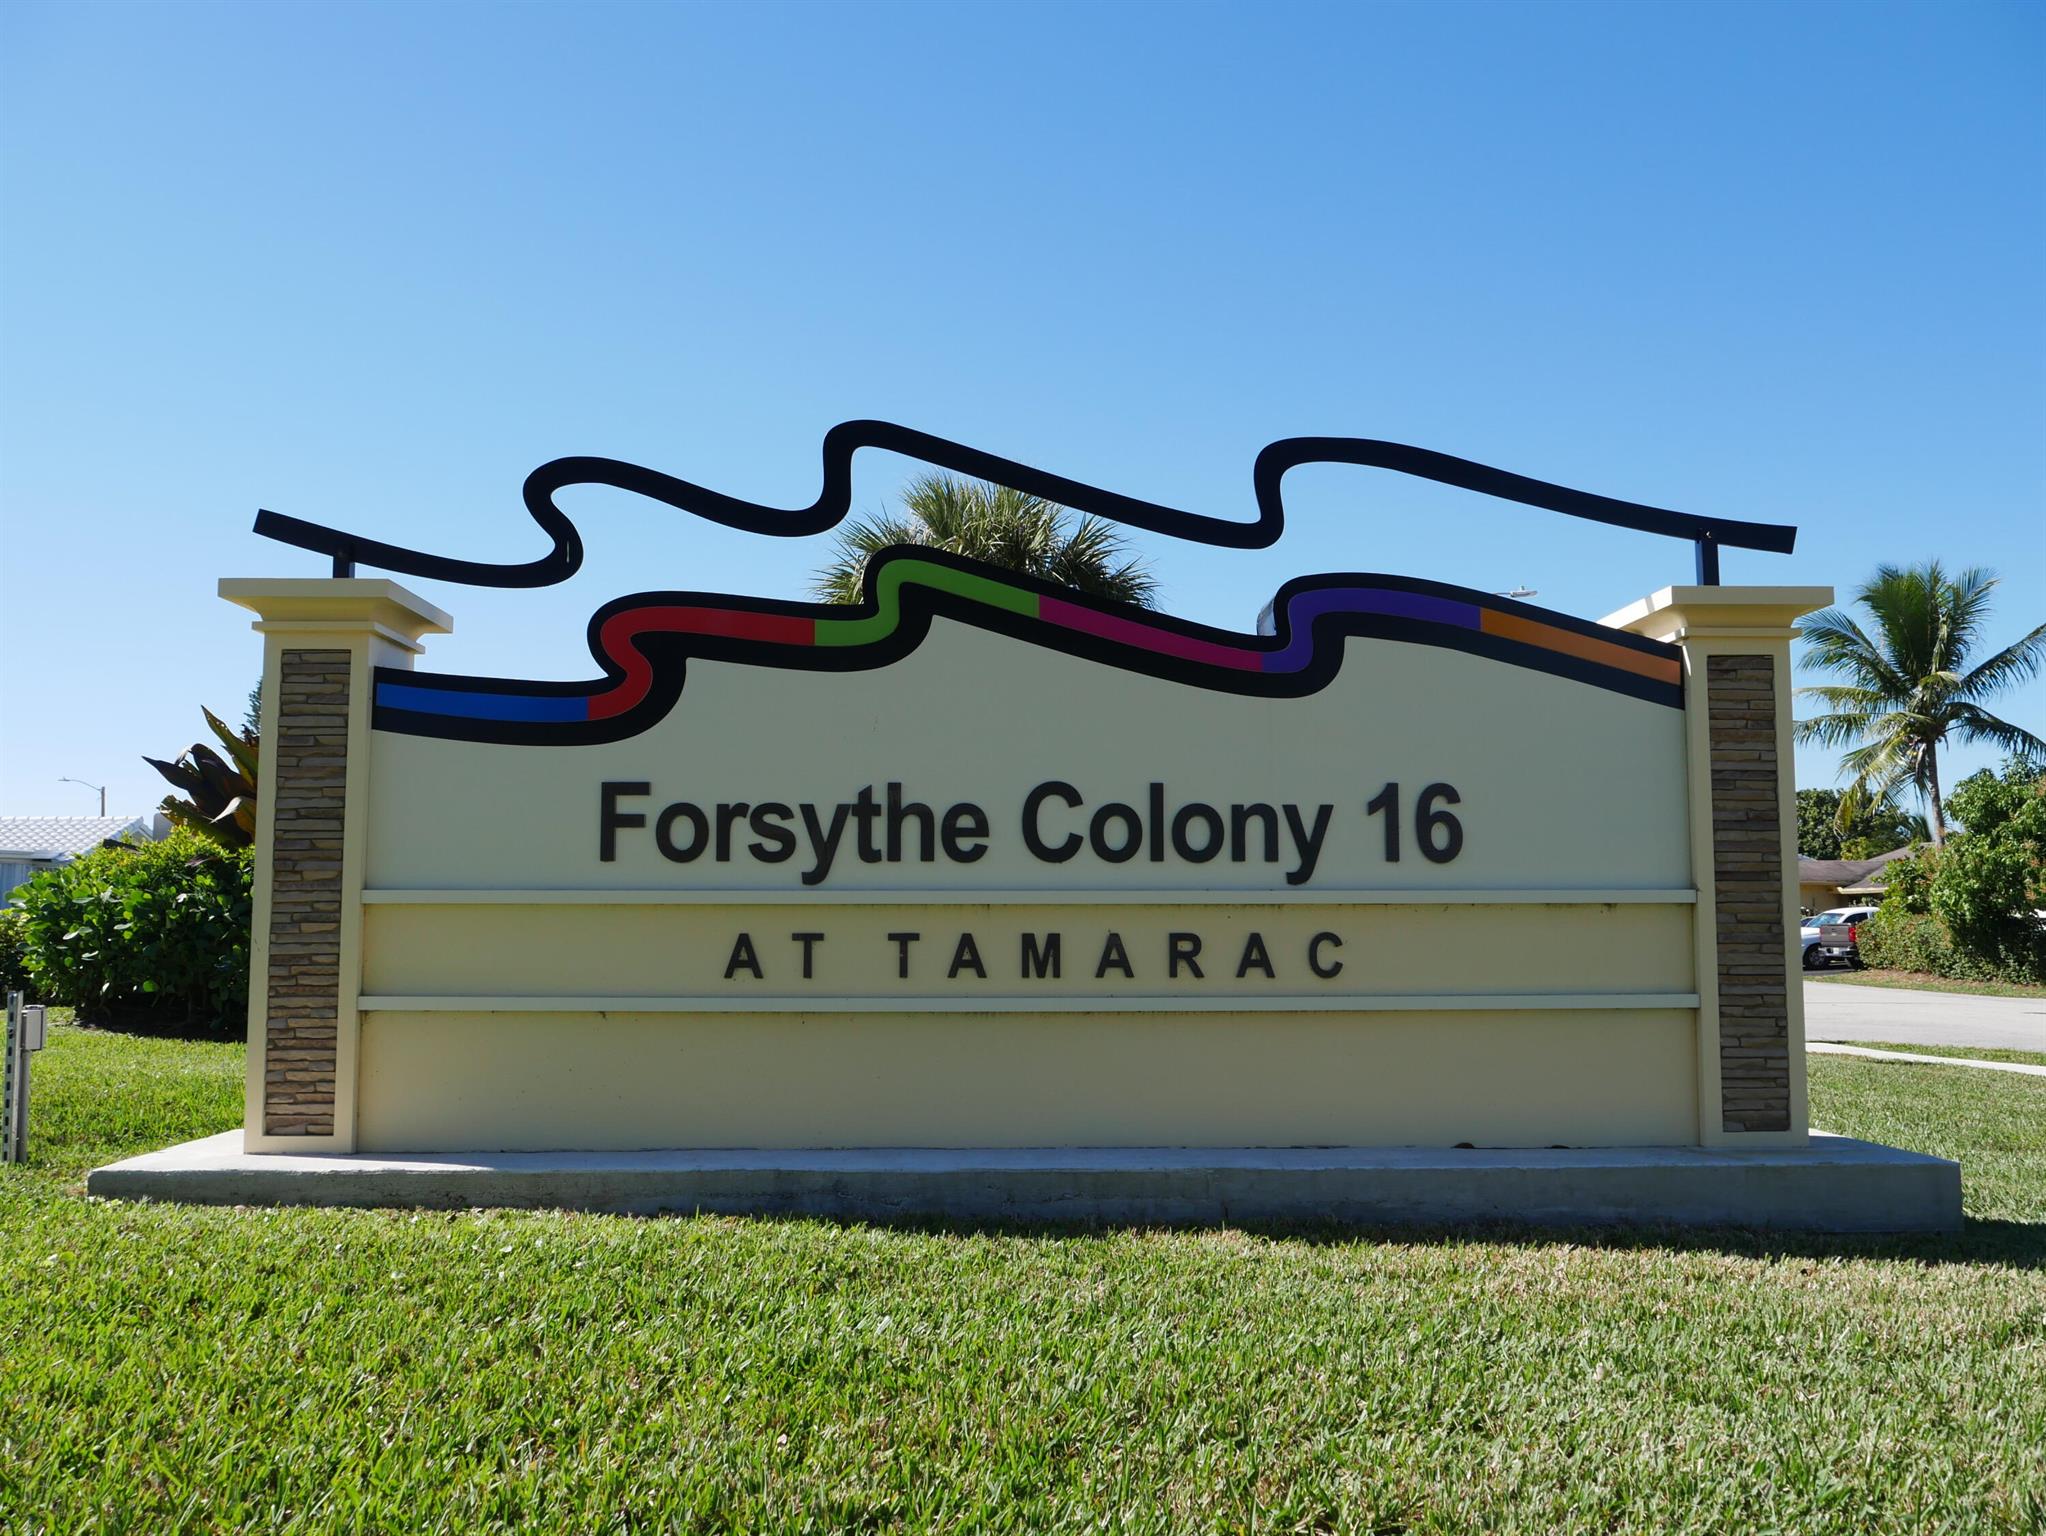 Forsythe Colony 16
AT TAMARAC